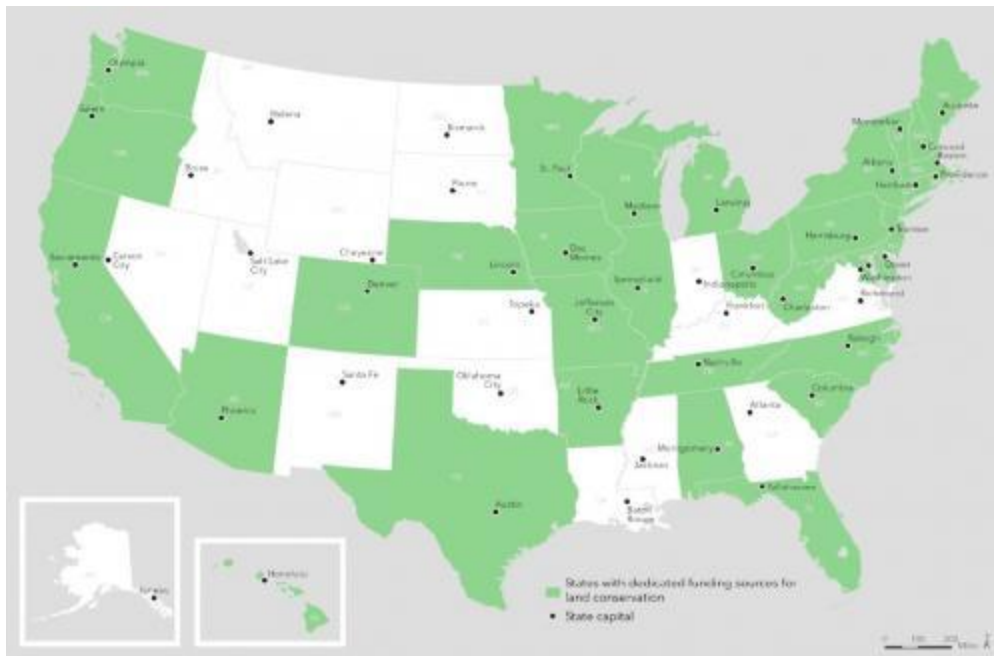 Olympia
Salem
Helena
Bismarck
Boise
Pierre
St. Paul
Madison
Lansing
Augusta
Montpelier
Concord
Boston
Albany
Providence
Hartford
Sacramento
Carson
City
Salt Lake
City
Cheyenne
Denver
Lincoln
Des
Moines
Springfield
Indianapolis
Columbus
Harrisburg
Trenton
Dover
Washington
Richmond
Charleston
Frankfort
Topeka
Jefferson
City
Santa Fe
Oklahoma
City
Little
Rock
Nashville
Raleigh
Columbia
Atlanta
Phoenix
Montgomery
Jackson
Tallahassee
Austin
Baton
Rouge
Juneau
Honolulu
States with dedicated funding sources for
land conservation
State capital
0 100 200
Miles